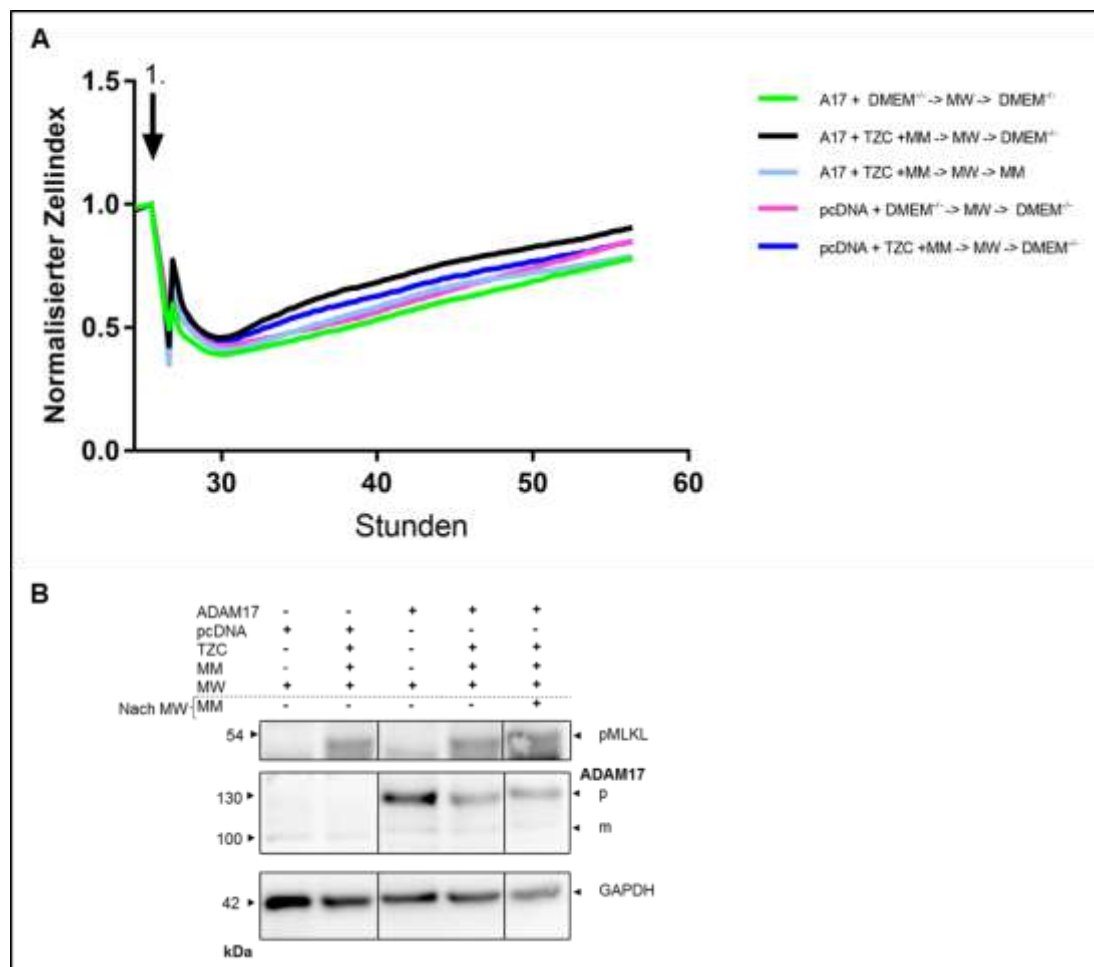 A
1.
1.5
1.0
0.5
0.0
Normalisierter Zellindex
30 40 50 60
Stunden
A17 + DMEM-/- -> MW -> DMEM-/-
A17 + TZC +MM -> MW -> DMEM-/-
A17 + TZC +MM -> MW -> MM
pcDNA + DMEM-/- -> MW -> DMEM-/-
pcDNA + TZC +MM -> MW -> DMEM-/-
B
ADAM17 - - + + +
pcDNA + + - - -
TZC - + - + +
MM - + - + +
MW + + + + +
Nach MW MM - - - - +
54 pMLKL
ADAM17
130 p
100 m
42 GAPDH
kDa